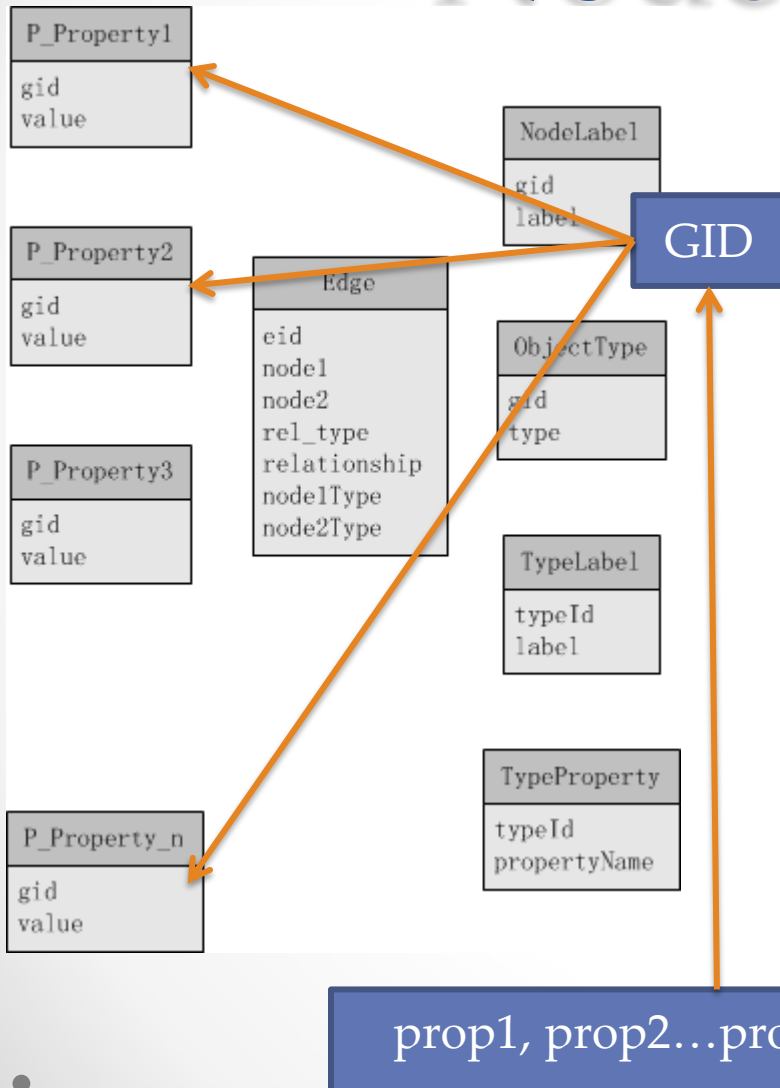 P_Property1
gid
value
P_Property2
gid
value
P_Property3
gid
value
P_Property_n
gid
value
Edge
eid
node1
node2
rel_type
relationship
node1Type
node2Type
NodeLabel
gid
label
GID
ObjectType
gid
type
TypeLabel
typeId
label
TypeProperty
typeId
propertyName
prop1, prop2...pro